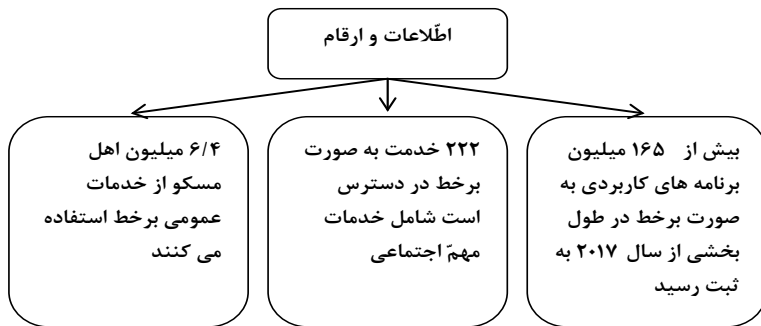 اطّلاعات و ارقام
بیش از ۱۶۵ میلیون
برنامه های کاربردی به
صورت برخط در طول
بخشی از سال ۲۰۱۷ به
ثبت رسید
۲۲۲ خدمت به صورت
برخط در دسترس
است شامل خدمات
مهمّ اجتماعی
۶/۴ میلیون اهل
مسکو از خدمات
عمومی برخط استفاده
می کنند